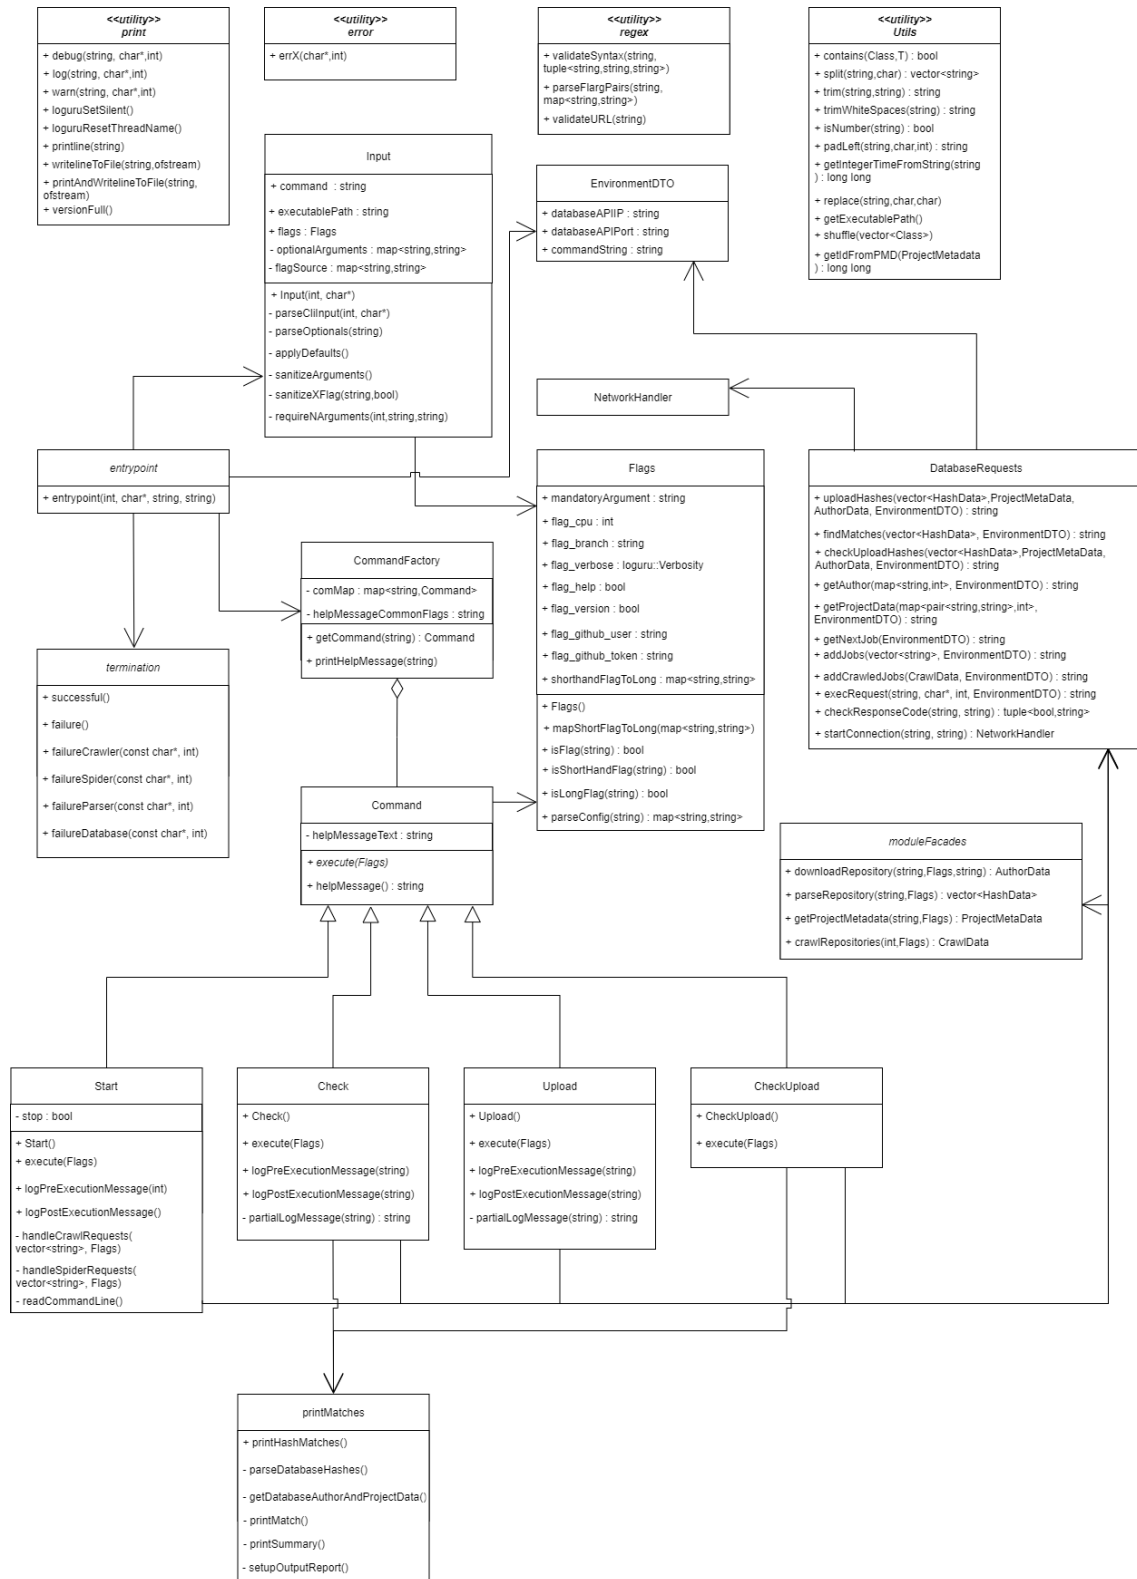 <<utility>>
print
+ debug(string, char*,int)
+ log(string, char*,int)
+ warn(string, char*,int)
+ loguruSetSilent()
+ loguruResetThreadName()
+ printline(string)
+ writelineToFile(string,ofstream)
+ printAndWritelineToFile(string,
ofstream)
+ versionFull()
<<utility>>
error
+ errX(char*,int)
<<utility>>
regex
+ validateSyntax(string,
tuple<string,string,string>)
+ parseFlargPairs(string,
map<string,string>)
+ validateURL(string)
<<utility>>
Utils
+ contains(Class,T) : bool
+ split(string,char) : vector<string>
+ trim(string,string) : string
+ trimWhiteSpaces(string) : string
+ isNumber(string) : bool
+ padLeft(string,char,int) : string
+ getIntegerTimeFromString(string
) : long long
+ replace(string,char,char)
+ getExecutablePath()
+ shuffle(vector<Class>)
+ getIdFromPMD(ProjectMetadata
) : long long
Input
+ command : string
+ executablePath : string
+ flags : Flags
- optionalArguments : map<string,string>
- flagSource : map<string,string>
+ Input(int, char*)
- parseCliInput(int, char*)
- parseOptionals(string)
- applyDefaults()
- sanitizeArguments()
- sanitizeXFlag(string,bool)
- requireNArguments(int,string,string)
EnvironmentDTO
+ databaseAPIIP : string
+ databaseAPIPort : string
+ commandString : string
NetworkHandler
entrypoint
+ entrypoint(int, char*, string, string)
Flags
+ mandatoryArgument : string
+ flag_cpu : int
+ flag_branch : string
+ flag_verbose : loguru::Verbosity
+ flag_help : bool
+ flag_version : bool
+ flag_github_user : string
+ flag_github_token : string
+ shorthandFlagToLong : map<string,string>
+ Flags()
+ mapShortFlagToLong(map<string,string>)
+ isFlag(string) : bool
+ isShortHandFlag(string) : bool
+ isLongFlag(string) : bool
+ parseConfig(string) : map<string,string>
DatabaseRequests
+ uploadHashes(vector<HashData>,ProjectMetaData,
AuthorData, EnvironmentDTO) : string
+ findMatches(vector<HashData>, EnvironmentDTO) : string
+ checkUploadHashes(vector<HashData>,ProjectMetaData,
AuthorData, EnvironmentDTO) : string
+ getAuthor(map<string,int>, EnvironmentDTO) : string
+ getProjectData(map<pair<string,string>,int>,
EnvironmentDTO) : string
+ getNextJob(EnvironmentDTO) : string
+ addJobs(vector<string>, EnvironmentDTO) : string
+ addCrawledJobs(CrawlData, EnvironmentDTO) : string
+ execRequest(string, char*, int, EnvironmentDTO) : string
+ checkResponseCode(string, string) : tuple<bool,string>
+ startConnection(string, string) : NetworkHandler
CommandFactory
- comMap : map<string,Command>
- helpMessageCommonFlags : string
+ getCommand(string) : Command
+ printHelpMessage(string)
termination
+ successful()
+ failure()
+ failureCrawler(const char*, int)
+ failureSpider(const char*, int)
+ failureParser(const char*, int)
+ failureDatabase(const char*, int)
Command
- helpMessageText : string
+ execute(Flags)
+ helpMessage() : string
moduleFacades
+ downloadRepository(string,Flags,string) : AuthorData
+ parseRepository(string,Flags) : vector<HashData>
+ getProjectMetadata(string,Flags) : ProjectMetaData
+ crawlRepositories(int,Flags) : CrawlData
Start
- stop : bool
+ Start()
+ execute(Flags)
+ logPreExecutionMessage(int)
+ logPostExecutionMessage()
- handleCrawlRequests(
vector<string>, Flags)
- handleSpiderRequests(
vector<string>, Flags)
- readCommandLine()
Check
+ Check()
+ execute(Flags)
+ logPreExecutionMessage(string)
+ logPostExecutionMessage(string)
- partialLogMessage(string) : string
Upload
+ Upload()
+ execute(Flags)
+ logPreExecutionMessage(string)
+ logPostExecutionMessage(string)
- partialLogMessage(string) : string
CheckUpload
+ CheckUpload()
+ execute(Flags)
printMatches
+ printHashMatches()
- parseDatabaseHashes()
- getDatabaseAuthorAndProjectData()
- printMatch()
- printSummary()
- setupOutputReport()